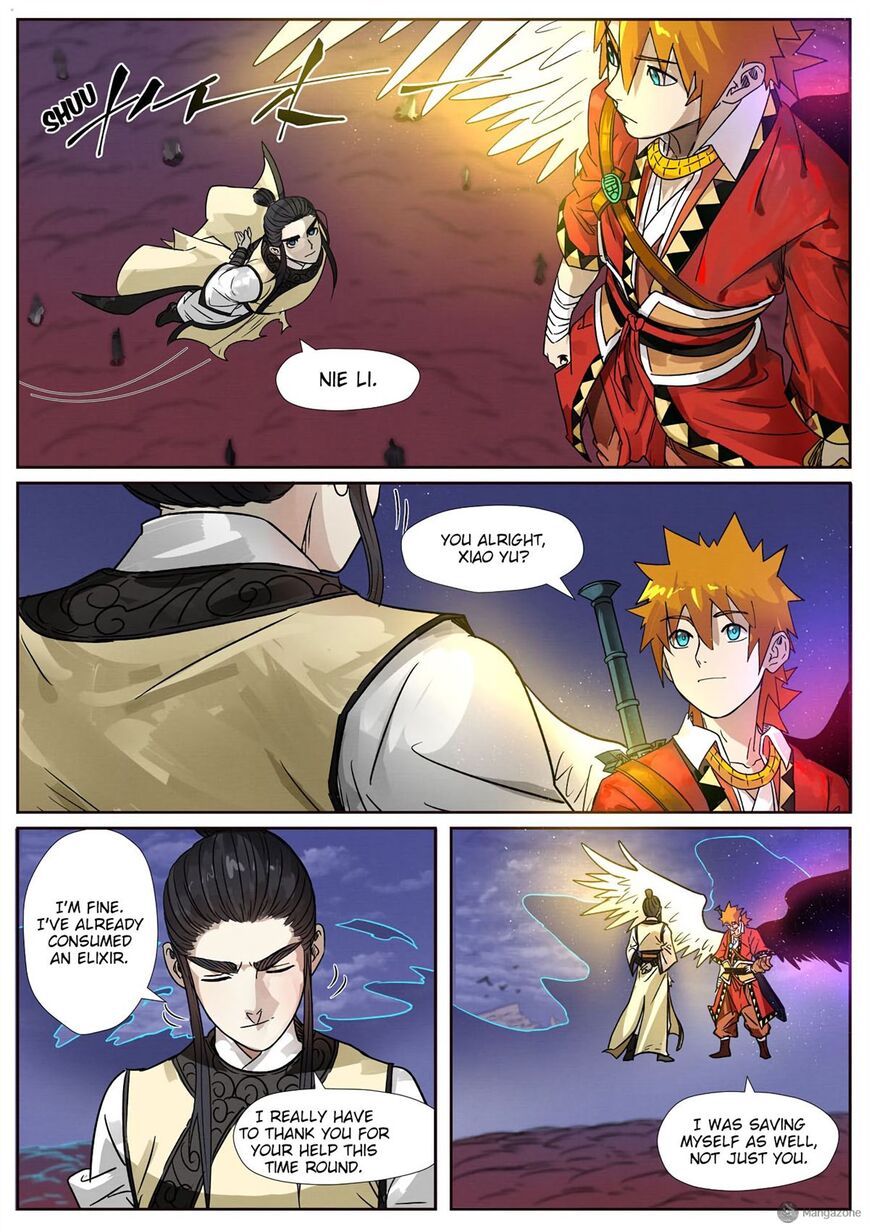 SHUU
NIE LI.
YOU ALRIGHT,
XIAO YU?
I'M FINE.
I'VE ALREADY
CONSUMED
AN ELIXIR.
I REALLY HAVE
TO THANK YOU FOR
YOUR HELP THIS
TIME ROUND.
I WAS SAVING
MYSELF AS WELL,
NOT JUST YOU.
Mangazone